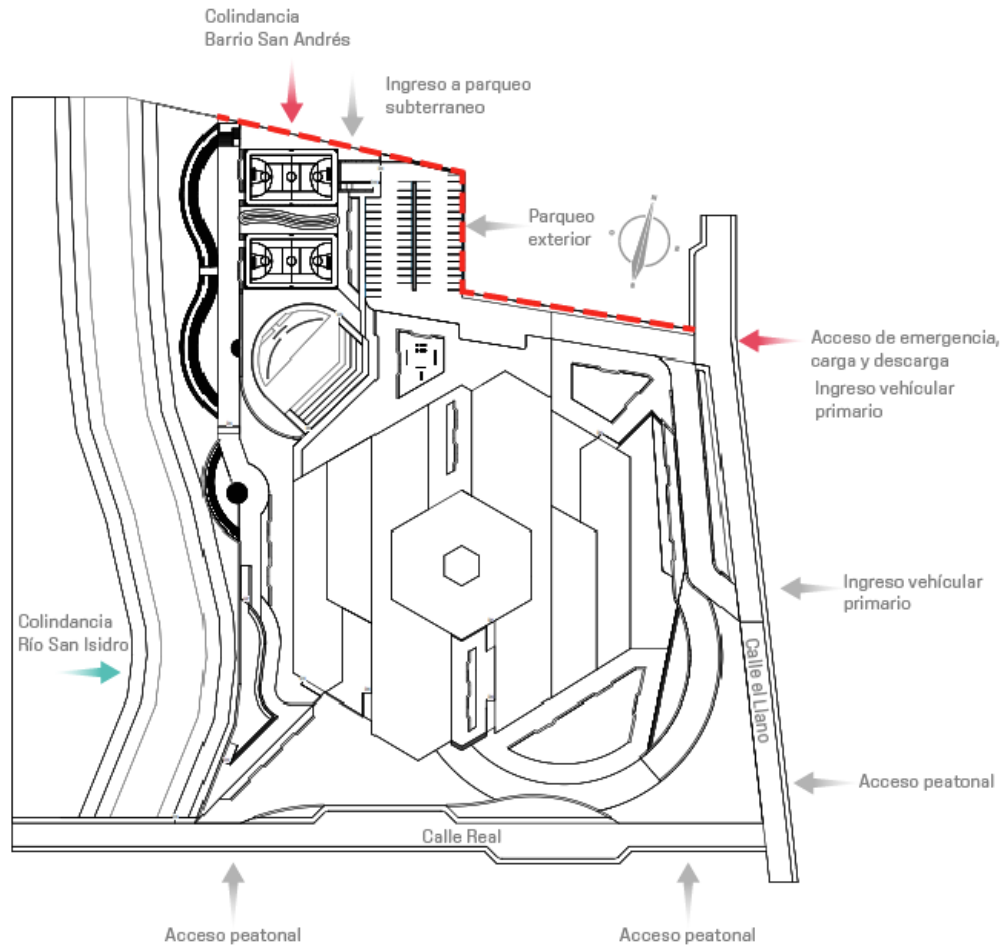 Colindancia
Barrio San Andrés
Ingreso a parqueo
subterraneo
Parqueo
exterior
Acceso de emergencia,
carga y descarga
Ingreso vehícular
primario
Ingreso vehícular
primario
Colindancia
Río San Isidro
Calle el Llano
Acceso peatonal
Calle Real
Acceso peatonal
Acceso peatonal